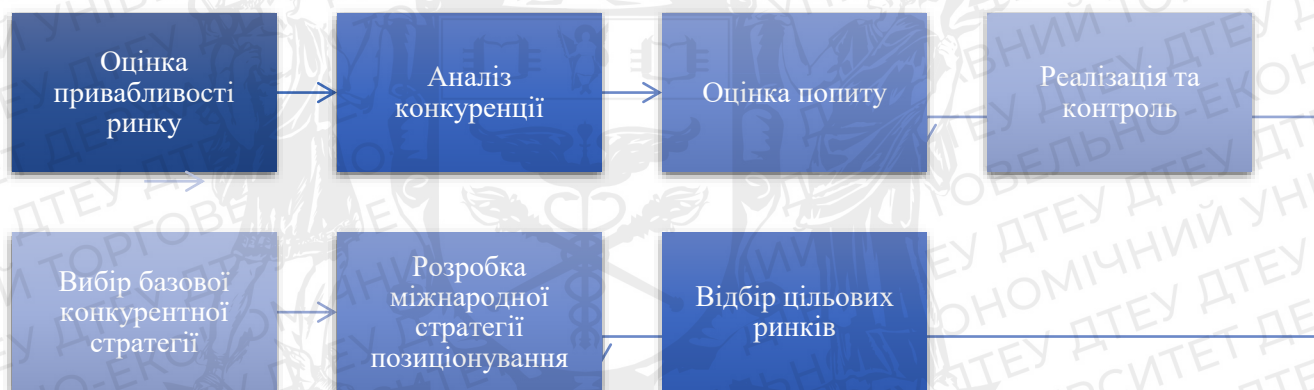 Оцінка
привабливості
ринку
Аналіз
конкуренції
Оцінка попиту
Реалізація та
контроль
Вибір базової
конкурентної
стратегії
Розробка
міжнародної
стратегії
позиціонування
Відбір цільових
ринків